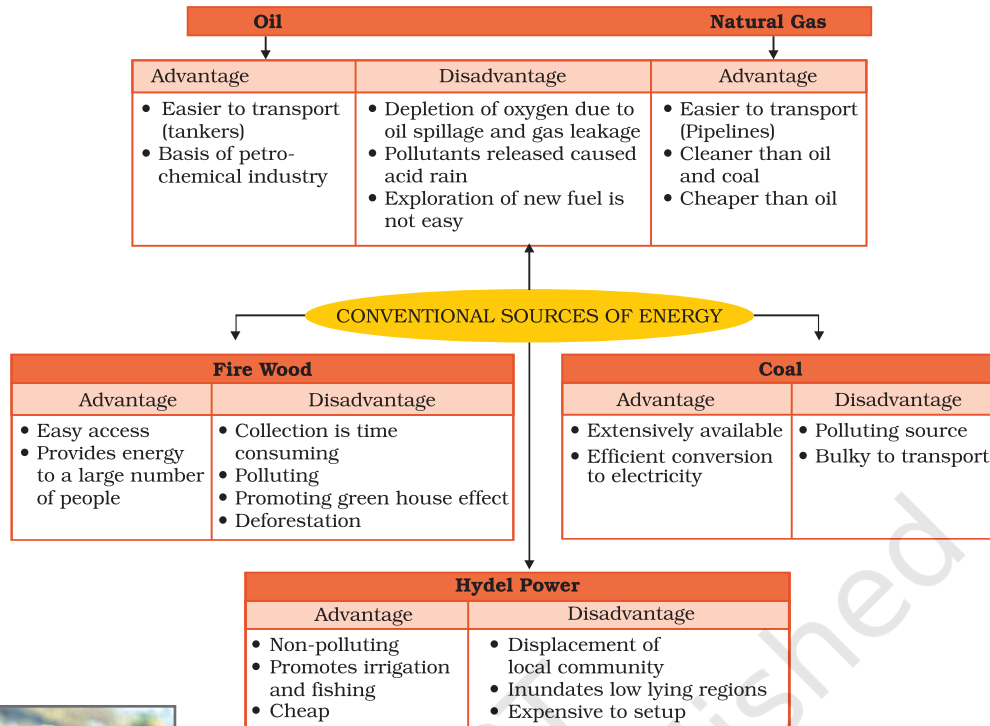 Oil
Natural Gas
Advantage
Disadvantage
Advantage
• Easier to transport
(tankers)
• Basis of petro-
chemical industry
• Depletion of oxygen due to
oil spillage and gas leakage
• Pollutants released caused
acid rain
• Exploration of new fuel is
not easy
• Easier to transport
(Pipelines)
• Cleaner than oil
and coal
• Cheaper than oil
CONVENTIONAL SOURCES OF ENERGY
Fire Wood
Advantage
Disadvantage
• Easy access
• Provides energy
to a large number
of people
• Collection is time
consuming
• Polluting
• Promoting green house effect
• Deforestation
Coal
Advantage
Disadvantage
• Extensively available
• Efficient conversion
to electricity
• Polluting source
• Bulky to transport
Hydel Power
Advantage
Disadvantage
• Non-polluting
• Promotes irrigation
and fishing
• Cheap
• Displacement of
local community
• Inundates low lying regions
• Expensive to setup